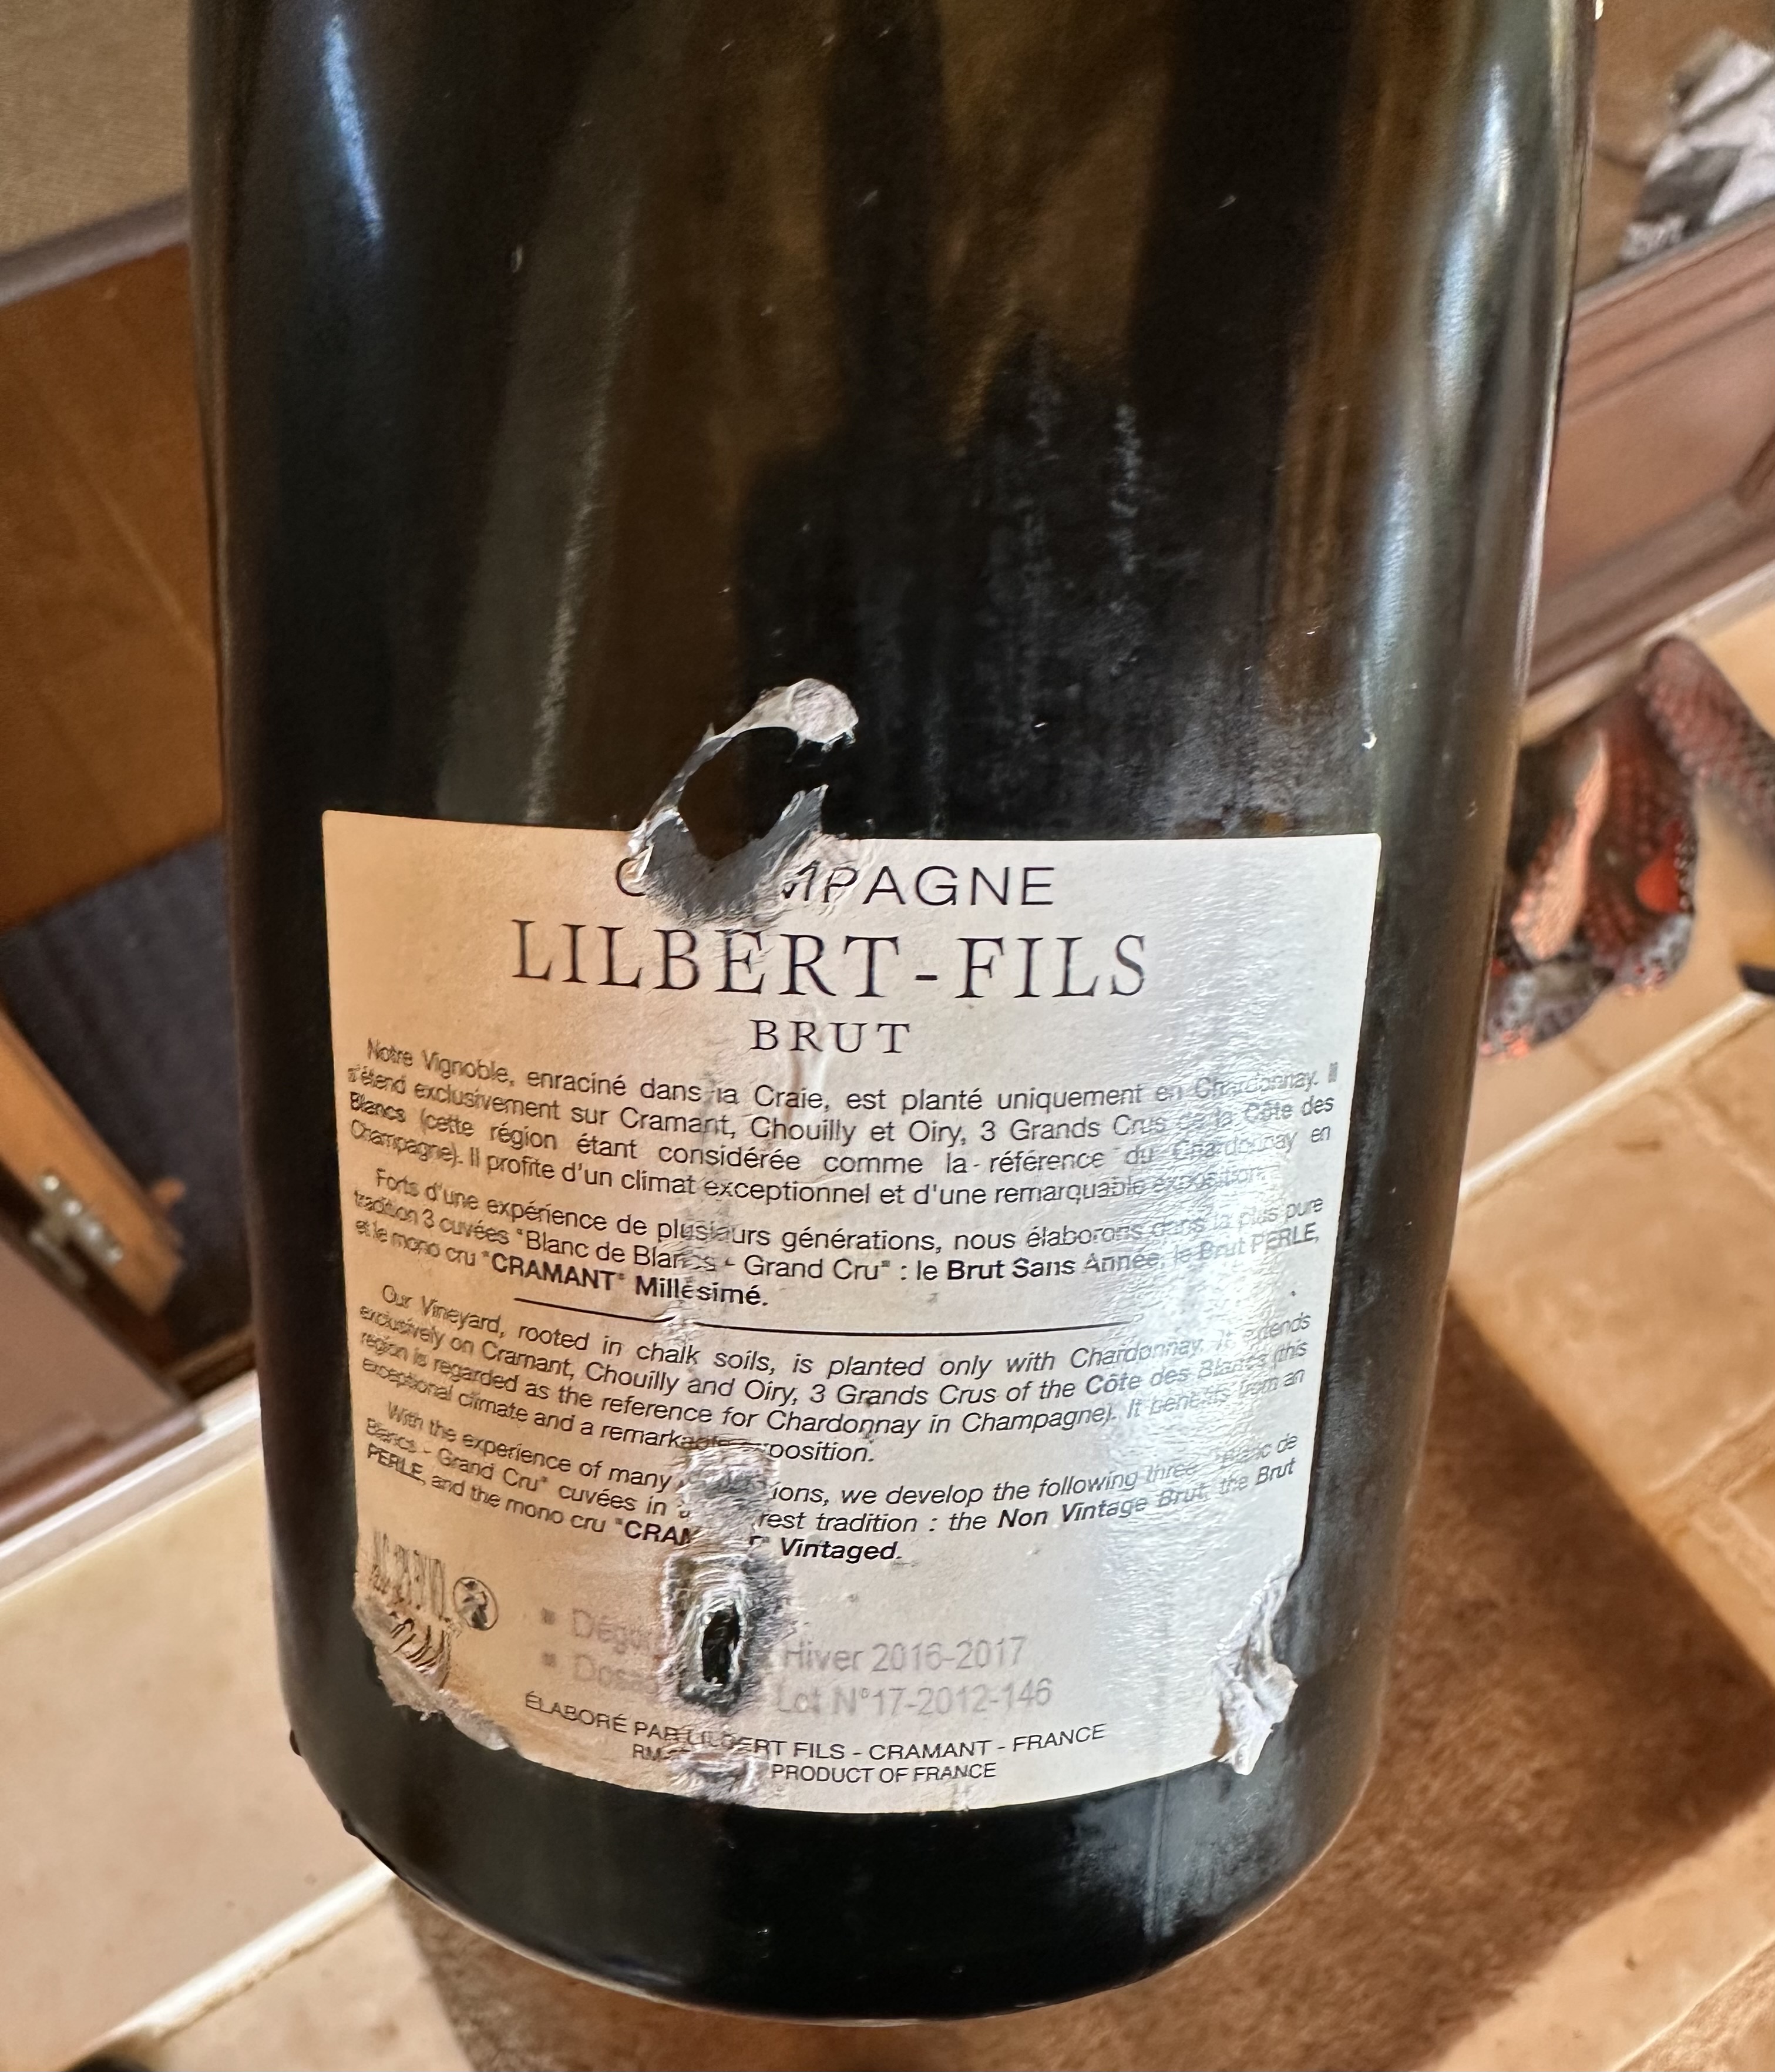 MPAGNE
LILBERT-FILS
BRUT
Notre Vignoble, enraciné dans la Craie, est planté uniquement en Chardonnay. Il
s'étend exclusivement sur Cramant, Chouilly et Oiry, 3 Grands Crus de la Côte des
Blancs (cette région étant considérée comme la référence du Chardonnay en
Champagne). Il profite d'un climat exceptionnel et d'une remarquable exposition.
Forts d'une expérience de plusieurs générations, nous élaborons dans la plus pure
tradition 3 cuvées "Blanc de Blancs - Grand Cru" : le Brut Sans Année, le Brut PERLE,
et le mono cru "CRAMANT" Millésimé.
Our Vineyard, rooted in chalk soils, is planted only with Chardonnay. It extends
exclusively on Cramant, Chouilly and Oiry, 3 Grands Crus of the Côte des Blancs (this
region is regarded as the reference for Chardonnay in Champagne). It benefits from an
exceptional climate and a remarkable position.
With the experience of many ions, we develop the following three "Blanc de
Blancs - Grand Cru" cuvées in rest tradition : the Non Vintage Brut, the Brut
PERLE, and the mono cru "CRAM T" Vintaged.
Hiver 2016-2017
Lot N°17-2012-146
ÉLABORÉ PAR LILBERT FILS - CRAMANT - FRANCE
RM PRODUCT OF FRANCE